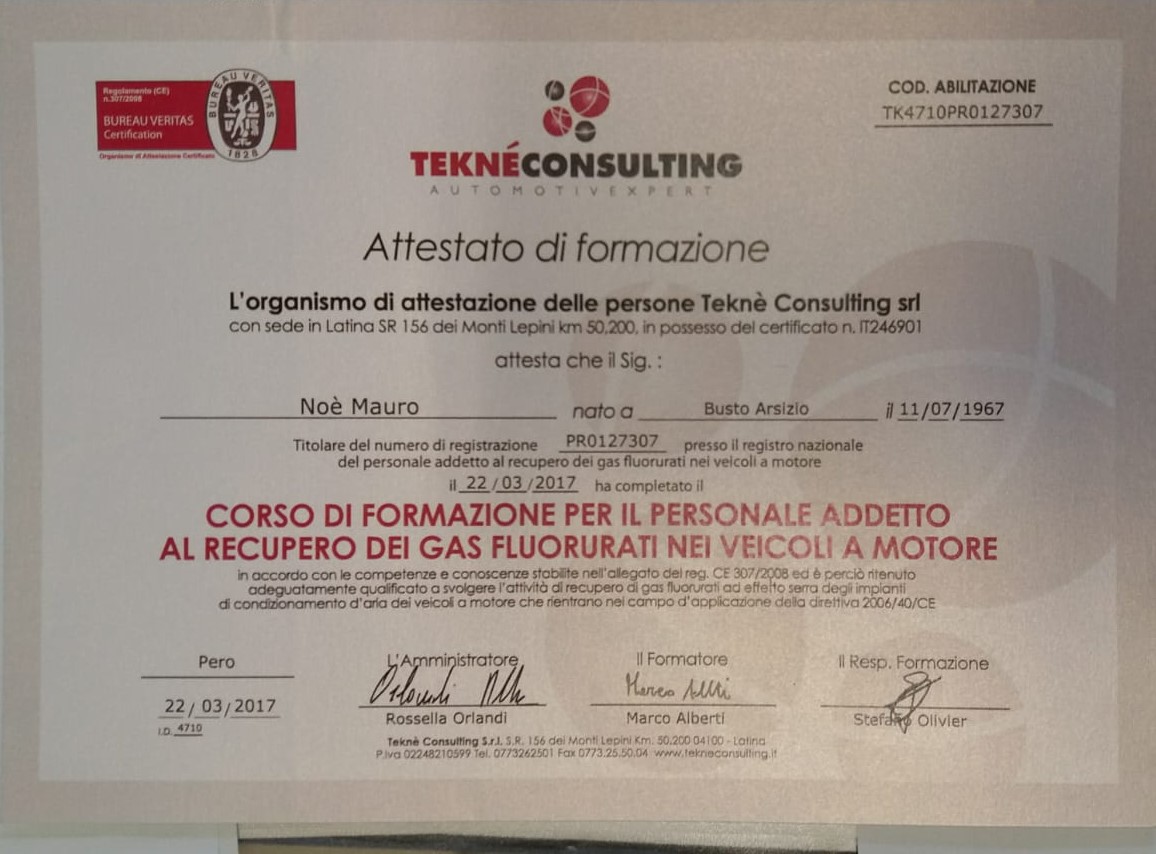 Regolamento (CE)
n.307/2008
BUREAU VERITAS
Certification
Organismo di Attestazione Certificato
BUREAU VERITAS
1828
TEKNÉCONSULTING
AUTOMOTIVEXPERT
COD. ABILITAZIONE
TK4710PR0127307
Attestato di formazione
L'organismo di attestazione delle persone Teknè Consulting srl
con sede in Latina SR 156 dei Monti Lepini km 50,200, in possesso del certificato n. IT246901
attesta che il Sig. :
Noè Mauro nato a Busto Arsizio il 11/07/1967
Titolare del numero di registrazione PR0127307 presso il registro nazionale
del personale addetto al recupero dei gas fluorurati nei veicoli a motore
il 22/03/2017 ha completato il
CORSO DI FORMAZIONE PER IL PERSONALE ADDETTO
AL RECUPERO DEI GAS FLUORURATI NEI VEICOLI A MOTORE
in accordo con le competenze e conoscenze stabilite nell'allegato del reg. CE 307/2008 ed è perciò ritenuto
adeguatamente qualificato a svolgere l'attività di recupero di gas fluorurati ad effetto serra degli impianti
di condizionamento d'aria dei veicoli a motore che rientrano nel campo d'applicazione della direttiva 2006/40/CE
Pero
22/03/2017
I.D. 4710
L'Amministratore
Rossella Orlandi
Il Formatore
Marco Alberti
Il Resp. Formazione
Stefano Olivier
Teknè Consulting S.r.l. S.R. 156 dei Monti Lepini Km. 50.200 04100 - Latina
P.Iva 02248210599 Tel. 0773262501 Fax 0773.25.50.04 www.tekneconsulting.it